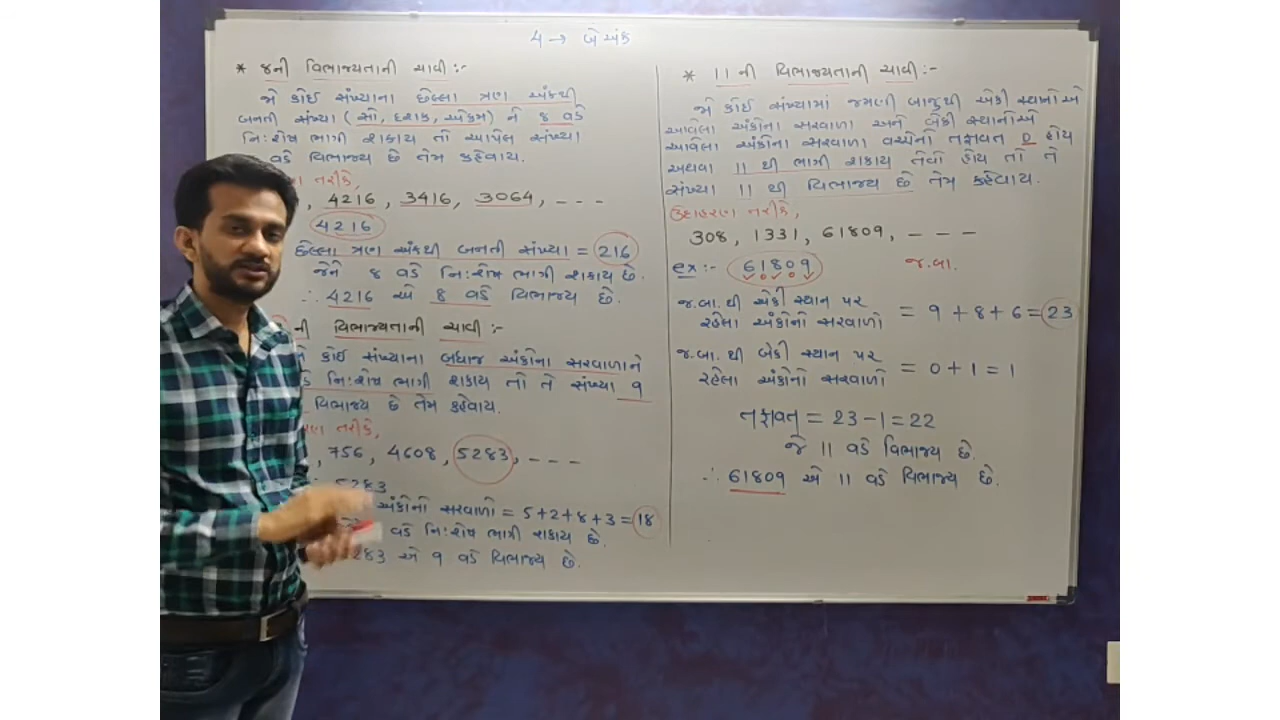 4 → બે અંક
* 8ની વિભાજ્યતાની ચાવી :-
જો કોઈ સંખ્યાના છેલ્લા ત્રણ અંકથી
બનતી સંખ્યા (સો, દશક, એકમ) ને 8 વડે
નિ:શેષ ભાગી શકાય તો આપેલ સંખ્યા
વડે વિભાજ્ય છે તેમ કહેવાય.
તરીકે,
, 4216, 3416, 3064, - - -
4216
છેલ્લા ત્રણ અંકથી બનતી સંખ્યા = 216
જેને 8 વડે નિ:શેષ ભાગી શકાય છે.
∴ 4216 એ 8 વડે વિભાજ્ય છે.
ની વિભાજ્યતાની ચાવી :-
કોઈ સંખ્યાના બધાજ અંકોના સરવાળાને
નિ:શેષ ભાગી શકાય તો તે સંખ્યા 9
વિભાજ્ય છે તેમ કહેવાય.
તરીકે,
, 756, 4608, 5283, - - -
5283
અંકોનો સરવાળો = 5+2+8+3 = 18
વડે નિ:શેષ ભાગી શકાય છે.
5283 એ 9 વડે વિભાજ્ય છે.
* 11 ની વિભાજ્યતાની ચાવી :-
જો કોઈ સંખ્યામાં જમણી બાજુથી એકી સ્થાનોએ
આવેલા અંકોના સરવાળા અને બેકી સ્થાનોએ
આવેલા અંકોના સરવાળા વચ્ચેનો તફાવત 0 હોય
અથવા 11 થી ભાગી શકાય તેવો હોય તો તે
સંખ્યા 11 થી વિભાજ્ય છે તેમ કહેવાય.
ઉદાહરણ તરીકે,
308, 1331, 61809, - - -
ex :- 61809 જ.બા.
જ.બા. થી એકી સ્થાન પર
રહેલા અંકોનો સરવાળો = 9 + 8 + 6 = 23
જ.બા. થી બેકી સ્થાન પર
રહેલા અંકોનો સરવાળો = 0 + 1 = 1
તફાવત = 23 - 1 = 22
જે 11 વડે વિભાજ્ય છે.
∴ 61809 એ 11 વડે વિભાજ્ય છે.